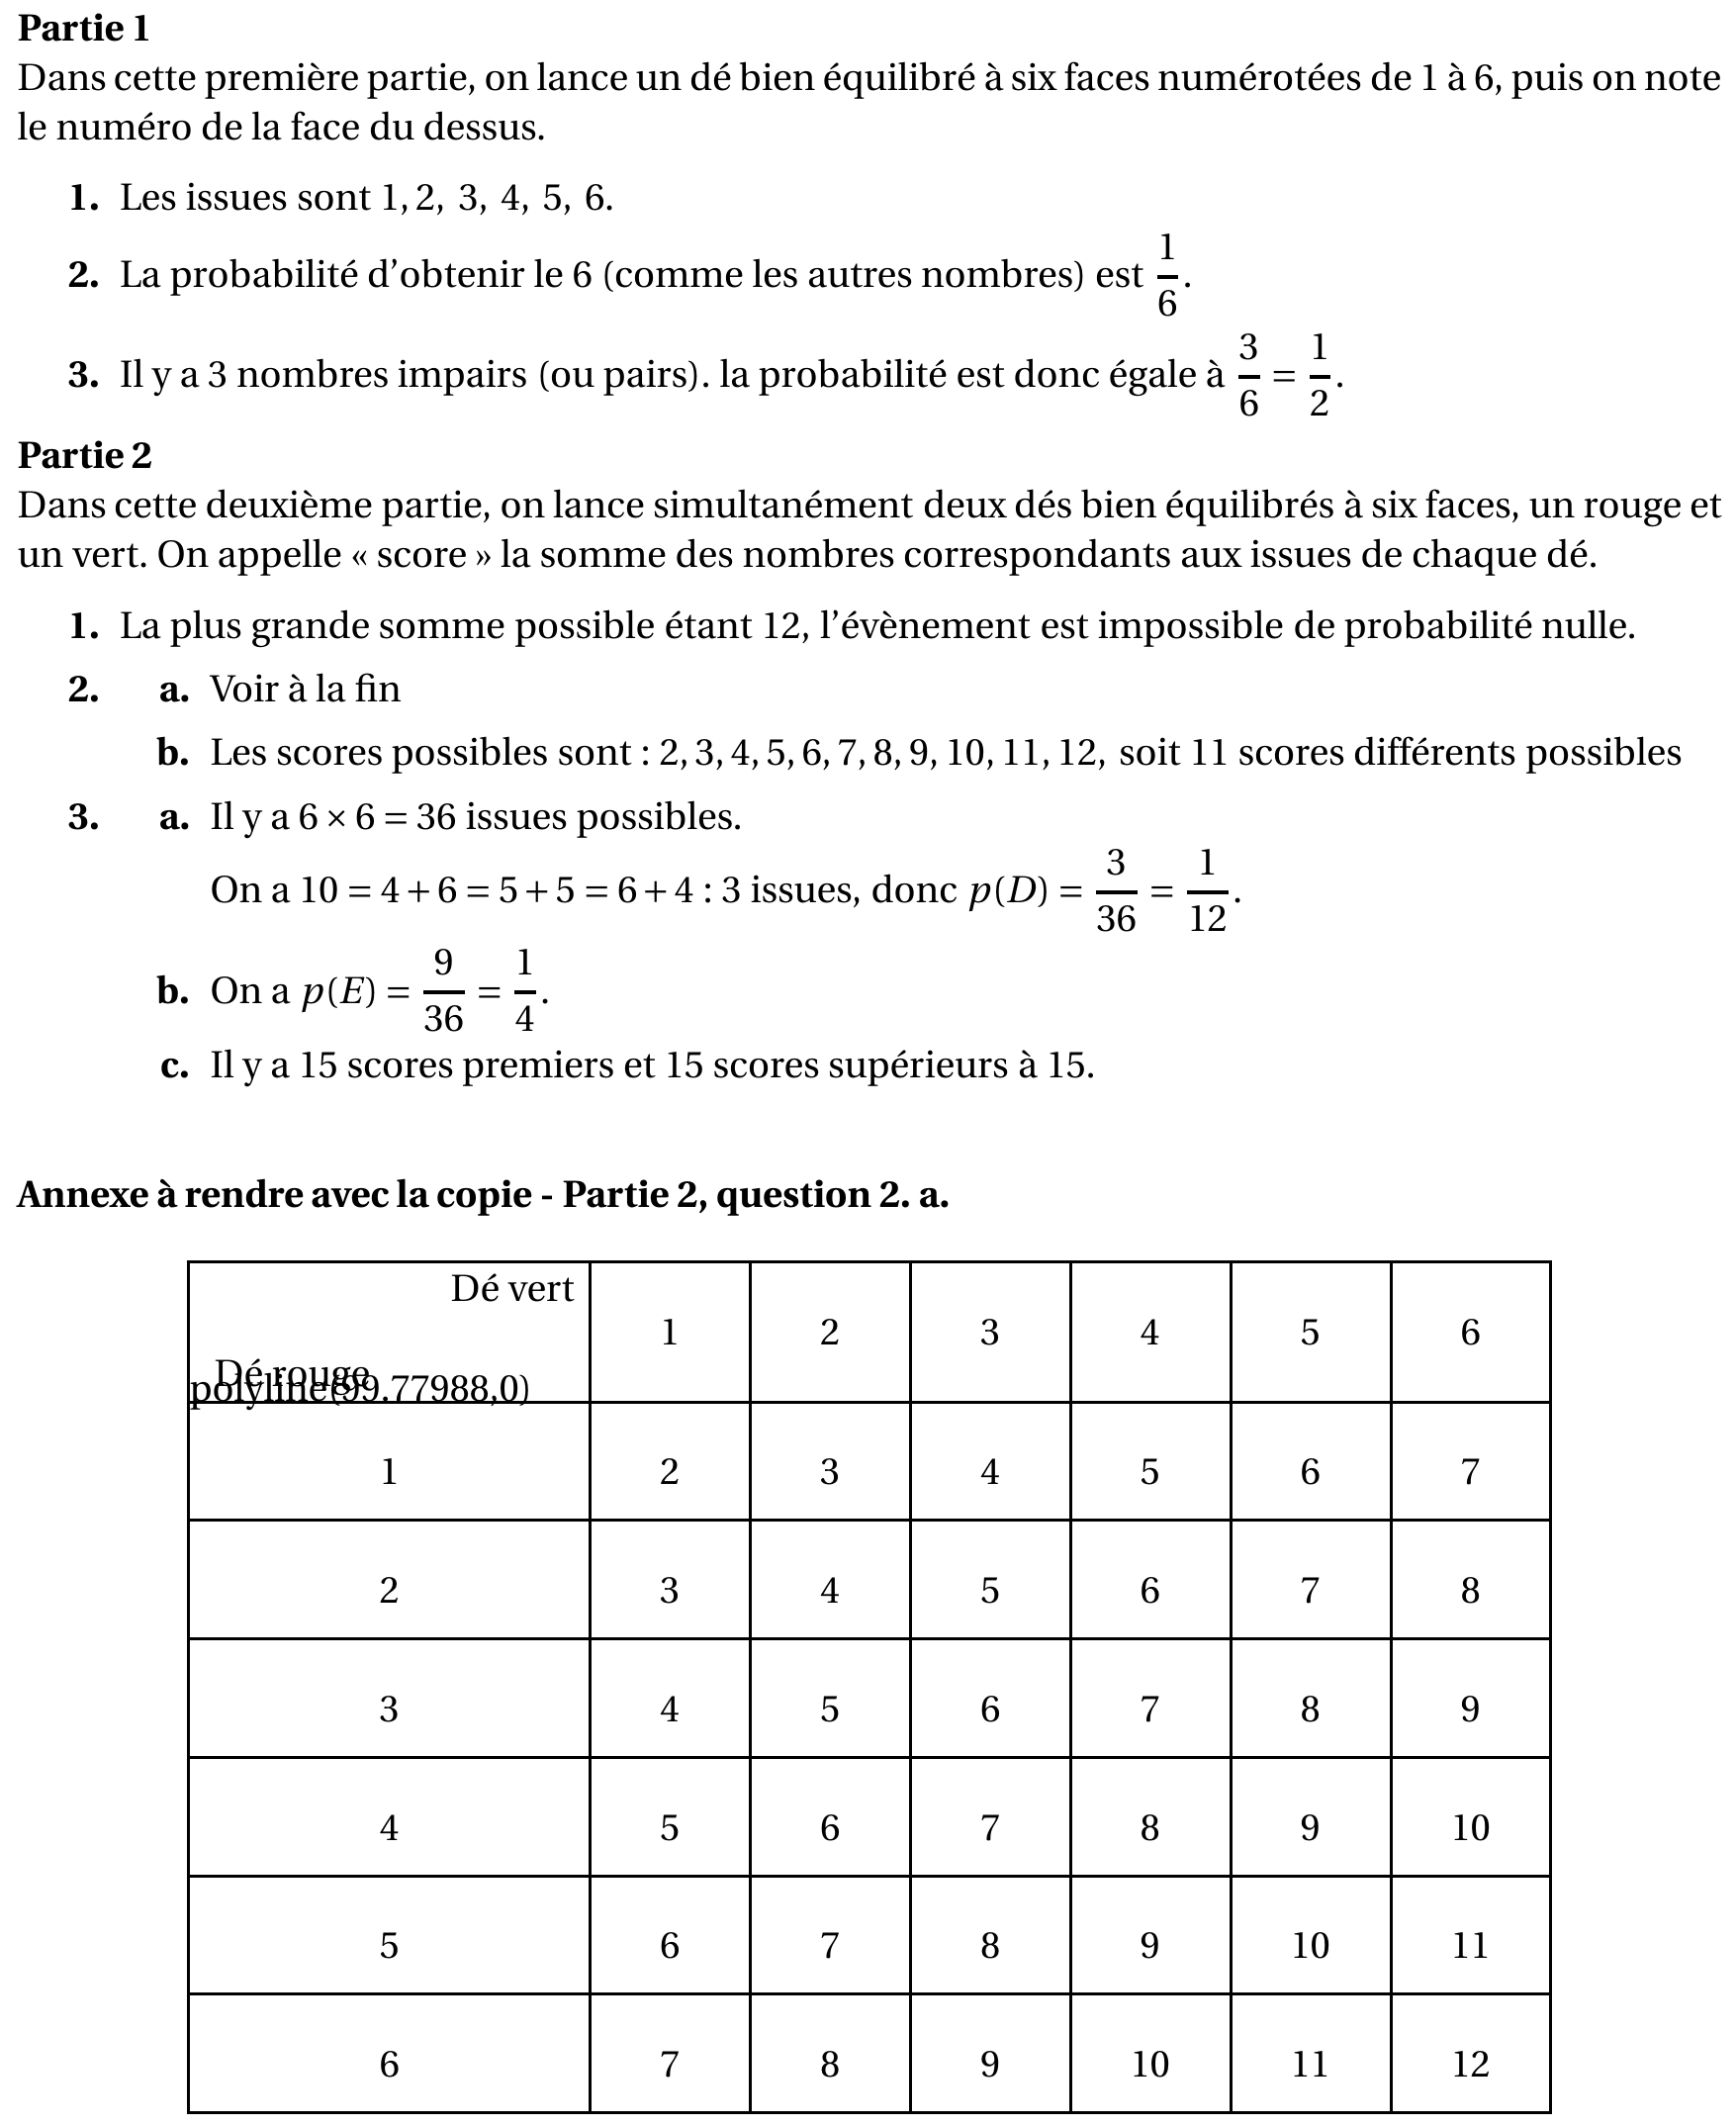 Partie 1
Dans cette première partie, on lance un dé bien équilibré à six faces numérotées de 1 à 6, puis on note
le numéro de la face du dessus.
1. Les issues sont 1, 2, 3, 4, 5, 6.
2. La probabilité d'obtenir le 6 (comme les autres nombres) est 1/6.
3. Il y a 3 nombres impairs (ou pairs). la probabilité est donc égale à 3/6 = 1/2.
Partie 2
Dans cette deuxième partie, on lance simultanément deux dés bien équilibrés à six faces, un rouge et
un vert. On appelle « score » la somme des nombres correspondants aux issues de chaque dé.
1. La plus grande somme possible étant 12, l'évènement est impossible de probabilité nulle.
2. a. Voir à la fin
b. Les scores possibles sont : 2, 3, 4, 5, 6, 7, 8, 9, 10, 11, 12, soit 11 scores différents possibles
3. a. Il y a 6 × 6 = 36 issues possibles.
On a 10 = 4 + 6 = 5 + 5 = 6 + 4 : 3 issues, donc p(D) = 3/36 = 1/12.
b. On a p(E) = 9/36 = 1/4.
c. Il y a 15 scores premiers et 15 scores supérieurs à 15.
Annexe à rendre avec la copie - Partie 2, question 2. a.
Dé vert
1 2 3 4 5 6
Dé rouge
polyline(99.77988,0)
1 2 3 4 5 6 7
2 3 4 5 6 7 8
3 4 5 6 7 8 9
4 5 6 7 8 9 10
5 6 7 8 9 10 11
6 7 8 9 10 11 12